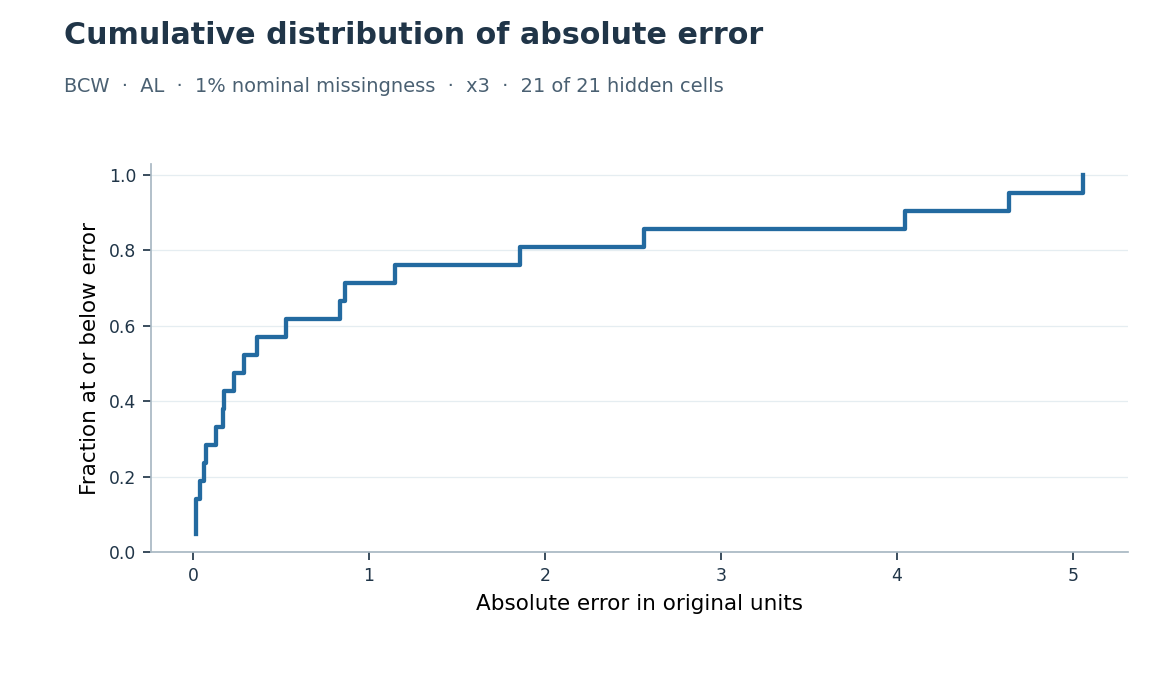 Cumulative distribution of absolute error
BCW · AL · 1% nominal missingness · x3 · 21 of 21 hidden cells
Fraction at or below error
1.0
0.8
0.6
0.4
0.2
0.0
0 1 2 3 4 5
Absolute error in original units